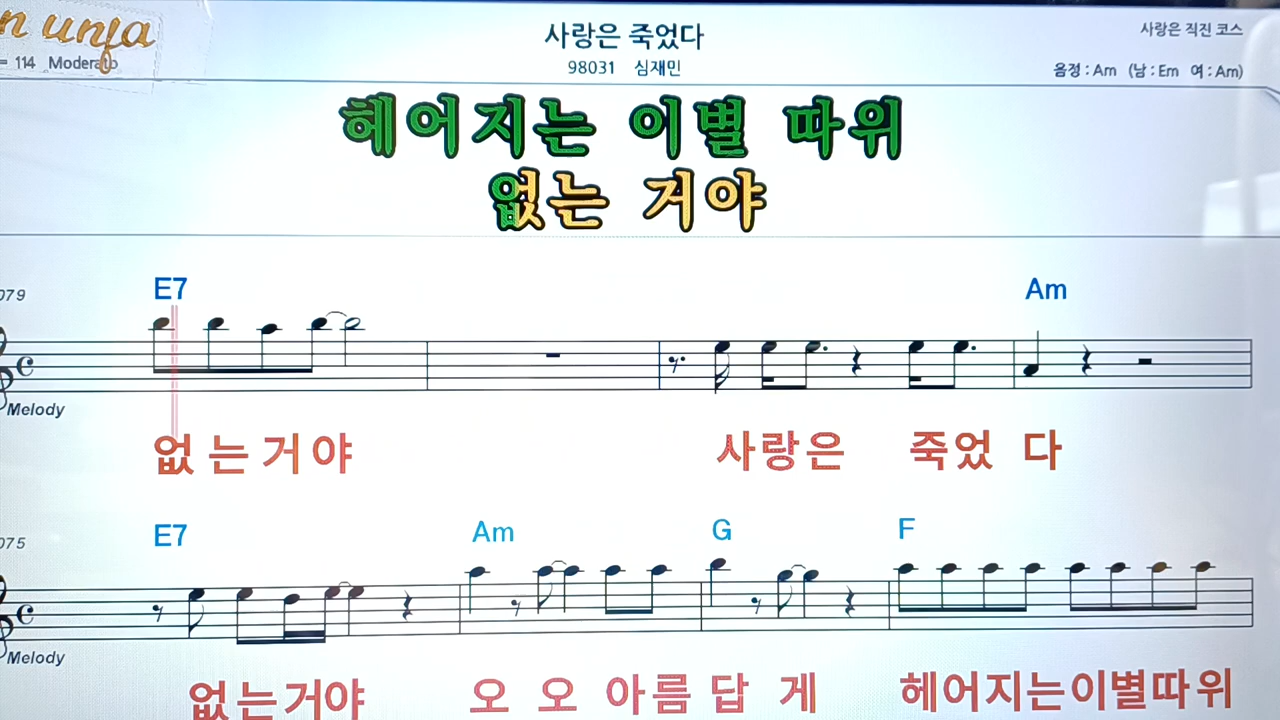 unja
사랑은 죽었다
사랑은 직진 코스
= 114 Moderato
98031 심재민
음정 : Am (남 : Em 여 : Am)
헤어지는 이별 따위
없는 거야
079
E7 Am
Melody
없는거야 사랑은 죽었다
075
E7 Am G F
Melody
없는거야 오 오 아름답 게 헤어지는이별따위